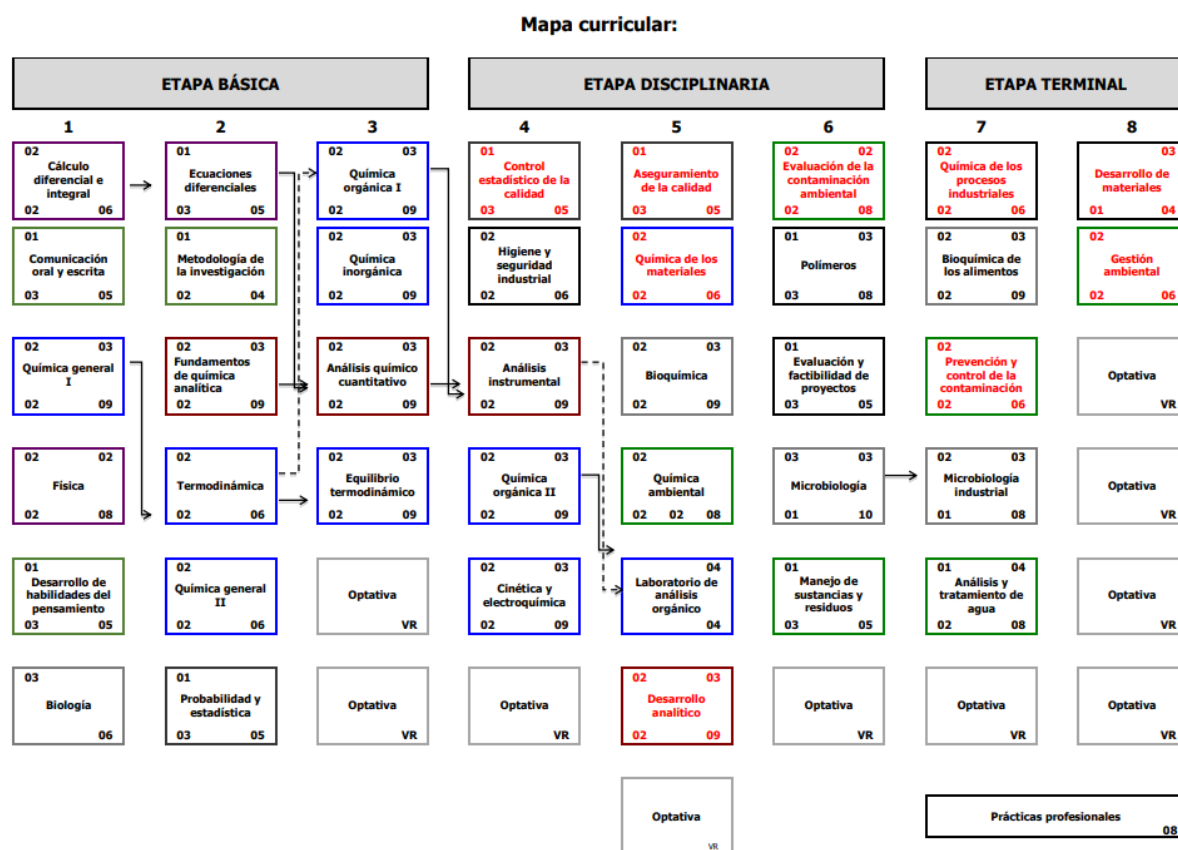 Mapa curricular:
ETAPA BÁSICA
ETAPA DISCIPLINARIA
ETAPA TERMINAL
1 2 3 4 5 6 7 8
02
Cálculo
diferencial e
integral
02 06
01
Ecuaciones
diferenciales
03 05
02 03
Química
orgánica I
02 09
01
Control
estadístico de la
calidad
03 05
01
Aseguramiento
de la calidad
03 05
02 02
Evaluación de la
contaminación
ambiental
02 08
02
Química de los
procesos
industriales
02 06
03
Desarrollo de
materiales
01 04
01
Comunicación
oral y escrita
03 05
01
Metodología de
la investigación
02 04
02 03
Química
inorgánica
02 09
02
Higiene y
seguridad
industrial
02 06
02
Química de los
materiales
02 06
01 03
Polímeros
03 08
02 03
Bioquímica de
los alimentos
02 09
02
Gestión
ambiental
02 06
02 03
Química general
I
02 09
02 03
Fundamentos
de química
analítica
02 09
02 03
Análisis químico
cuantitativo
02 09
02 03
Análisis
instrumental
02 09
02 03
Bioquímica
02 09
01
Evaluación y
factibilidad de
proyectos
03 05
02
Prevención y
control de la
contaminación
02 06
Optativa
VR
02 02
Física
02 08
02
Termodinámica
02 06
02 03
Equilibrio
termodinámico
02 09
02 03
Química
orgánica II
02 09
02
Química
ambiental
02 02 08
03 03
Microbiología
01 10
02 03
Microbiología
industrial
01 08
Optativa
VR
01
Desarrollo de
habilidades del
pensamiento
03 05
02
Química general
II
02 06
Optativa
VR
02 03
Cinética y
electroquímica
02 09
04
Laboratorio de
análisis
orgánico
04
01
Manejo de
sustancias y
residuos
03 05
01 04
Análisis y
tratamiento de
agua
02 08
Optativa
VR
03
Biología
06
01
Probabilidad y
estadística
03 05
Optativa
VR
Optativa
VR
02 03
Desarrollo
analítico
02 09
Optativa
VR
Optativa
VR
Optativa
VR
Optativa
VR
Prácticas profesionales
08